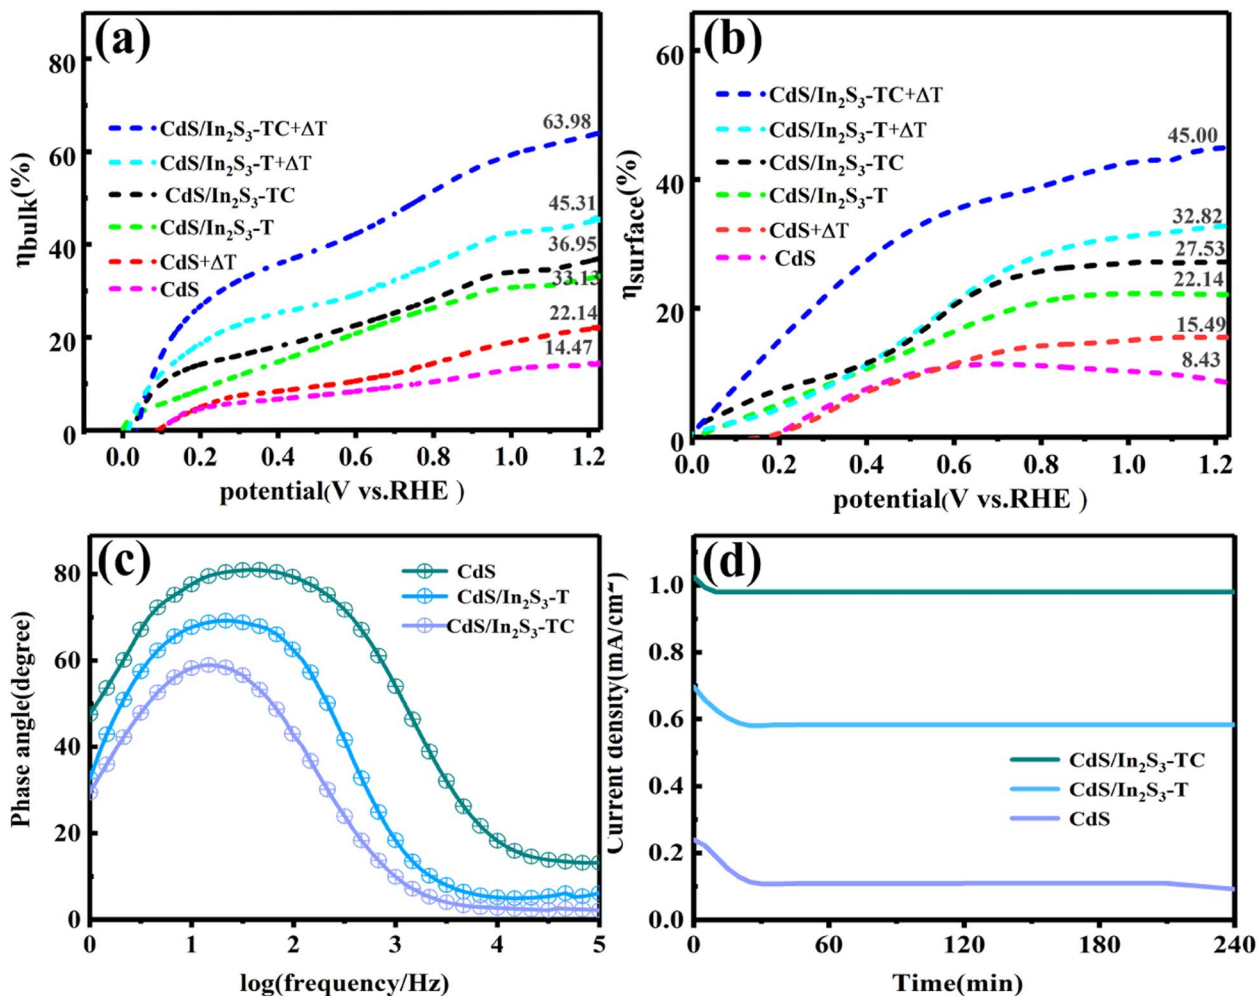 (a)
80
60
40
20
0
ηbulk(%)
CdS/In₂S₃-TC+ΔT
CdS/In₂S₃-T+ΔT
CdS/In₂S₃-TC
CdS/In₂S₃-T
CdS+ΔT
CdS
63.98
45.31
36.95
33.13
22.14
14.47
0.0 0.2 0.4 0.6 0.8 1.0 1.2
potential(V vs.RHE )
(b)
60
40
20
0
ηsurface(%)
CdS/In₂S₃-TC+ΔT
CdS/In₂S₃-T+ΔT
CdS/In₂S₃-TC
CdS/In₂S₃-T
CdS+ΔT
CdS
45.00
32.82
27.53
22.14
15.49
8.43
0.0 0.2 0.4 0.6 0.8 1.0 1.2
potential(V vs.RHE )
(c)
80
60
40
20
0
Phase angle(degree)
CdS
CdS/In₂S₃-T
CdS/In₂S₃-TC
0 1 2 3 4 5
log(frequency/Hz)
(d)
1.0
0.8
0.6
0.4
0.2
0.0
Current density(mA/cm²)
CdS/In₂S₃-TC
CdS/In₂S₃-T
CdS
0 60 120 180 240
Time(min)